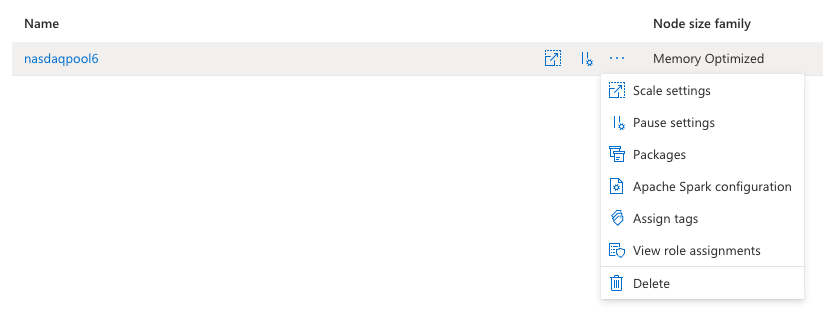 Name Node size family
nasdaqpool6 Memory Optimized
Scale settings
Pause settings
Packages
Apache Spark configuration
Assign tags
View role assignments
Delete